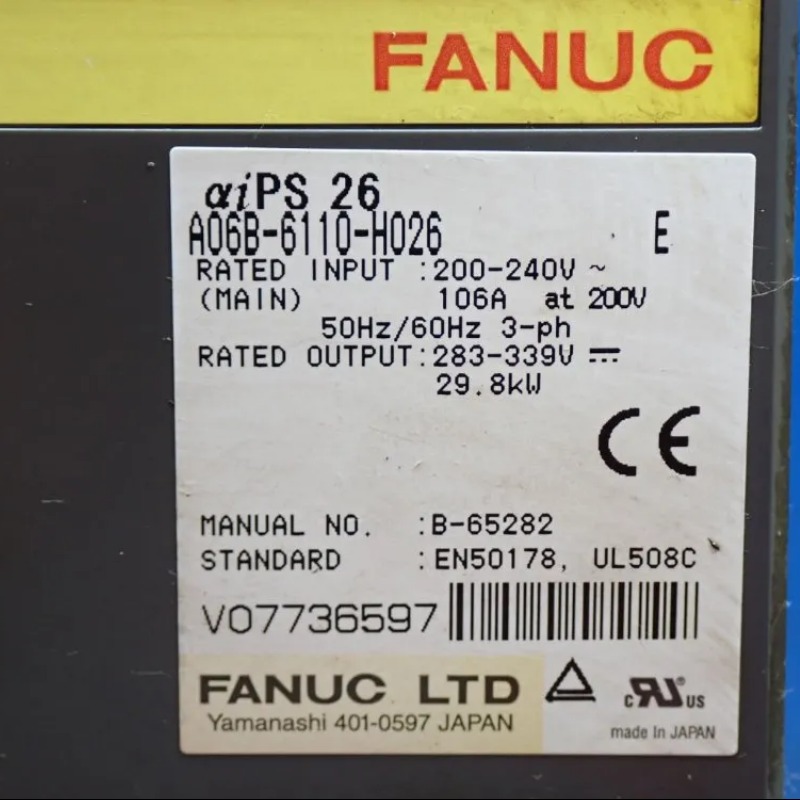 FANUC
αiPS 26
A06B-6110-H026 E
RATED INPUT :200-240V ~
(MAIN) 106A at 200V
50Hz/60Hz 3-ph
RATED OUTPUT:283-339V ⎓
29.8kW
CE
MANUAL NO. :B-65282
STANDARD :EN50178, UL508C
V07736597
FANUC LTD
Yamanashi 401-0597 JAPAN
c RU US
made in JAPAN